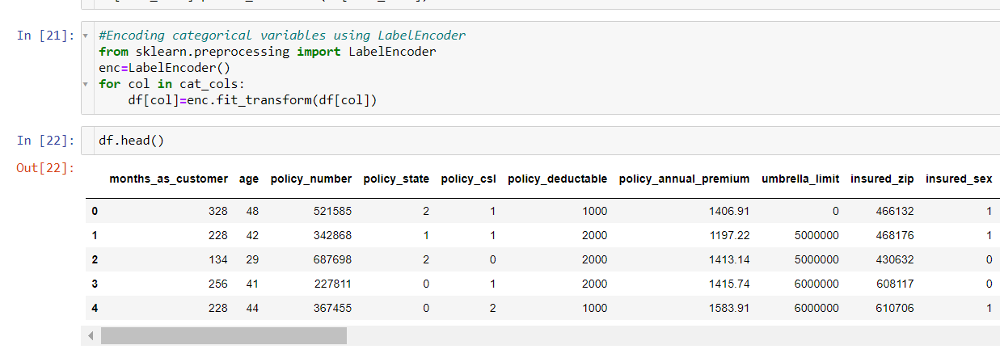 In [21]:
#Encoding categorical variables using LabelEncoder
from sklearn.preprocessing import LabelEncoder
enc=LabelEncoder()
for col in cat_cols:
    df[col]=enc.fit_transform(df[col])
In [22]:
df.head()
Out[22]:
months_as_customer age policy_number policy_state policy_csl policy_deductable policy_annual_premium umbrella_limit insured_zip insured_sex
0 328 48 521585 2 1 1000 1406.91 0 466132 1
1 228 42 342868 1 1 2000 1197.22 5000000 468176 1
2 134 29 687698 2 0 2000 1413.14 5000000 430632 0
3 256 41 227811 0 1 2000 1415.74 6000000 608117 0
4 228 44 367455 0 2 1000 1583.91 6000000 610706 1